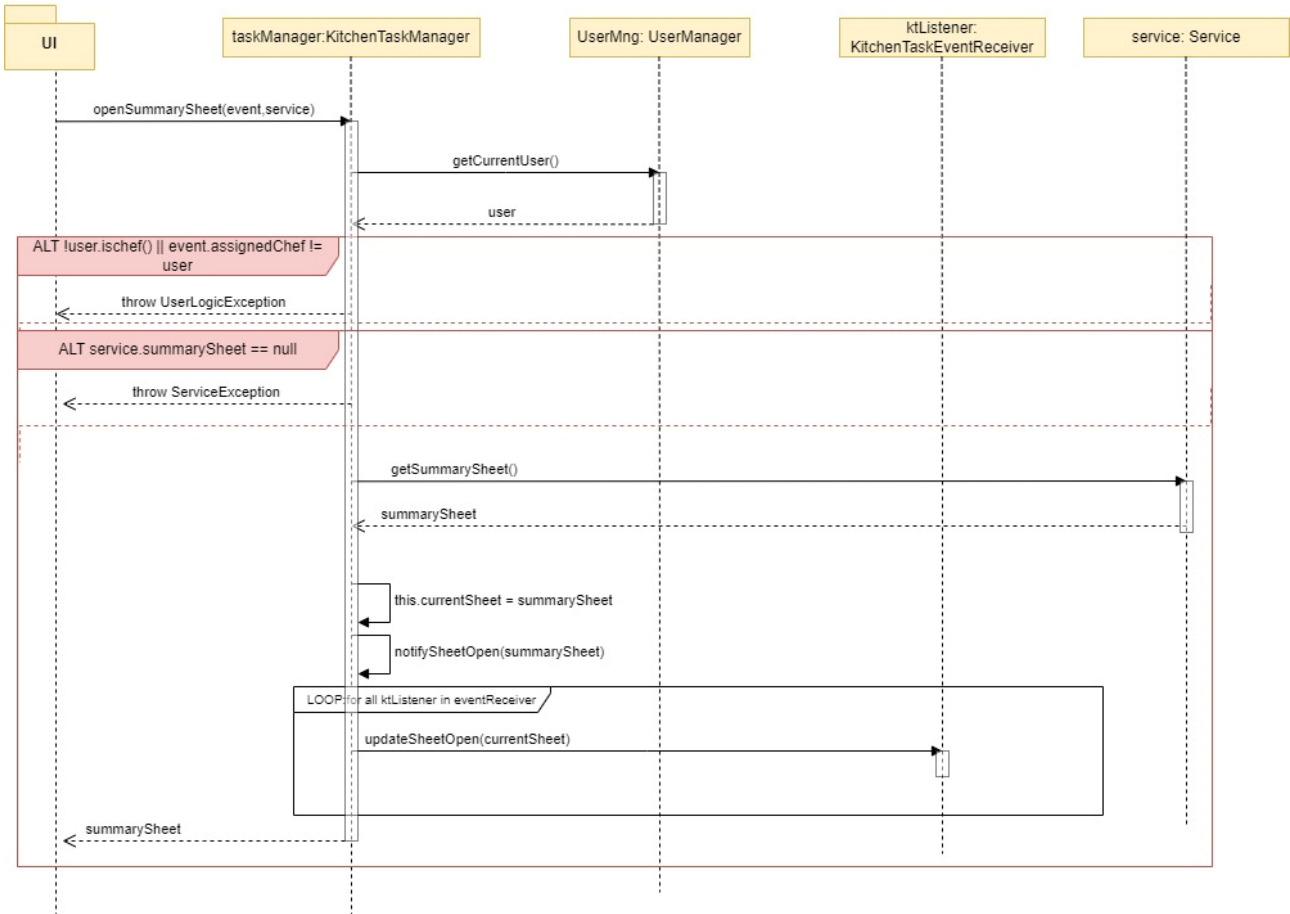 UI
taskManager:KitchenTaskManager
UserMng: UserManager
ktListener:
KitchenTaskEventReceiver
service: Service
openSummarySheet(event,service)
getCurrentUser()
user
ALT !user.ischef() || event.assignedChef !=
user
throw UserLogicException
ALT service.summarySheet == null
throw ServiceException
getSummarySheet()
summarySheet
this.currentSheet = summarySheet
notifySheetOpen(summarySheet)
LOOP:for all ktListener in eventReceiver
updateSheetOpen(currentSheet)
summarySheet